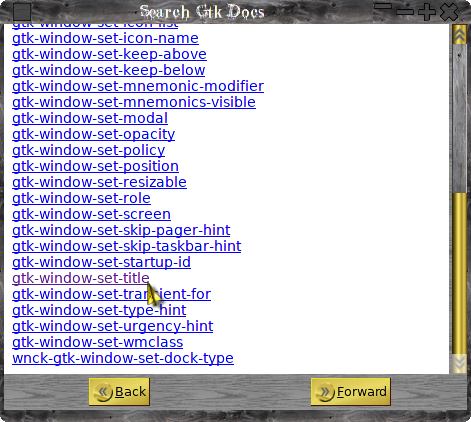 Search Gtk Docs
gtk-window-set-icon-list
gtk-window-set-icon-name
gtk-window-set-keep-above
gtk-window-set-keep-below
gtk-window-set-mnemonic-modifier
gtk-window-set-mnemonics-visible
gtk-window-set-modal
gtk-window-set-opacity
gtk-window-set-policy
gtk-window-set-position
gtk-window-set-resizable
gtk-window-set-role
gtk-window-set-screen
gtk-window-set-skip-pager-hint
gtk-window-set-skip-taskbar-hint
gtk-window-set-startup-id
gtk-window-set-title
gtk-window-set-transient-for
gtk-window-set-type-hint
gtk-window-set-urgency-hint
gtk-window-set-wmclass
wnck-gtk-window-set-dock-type
Back Forward